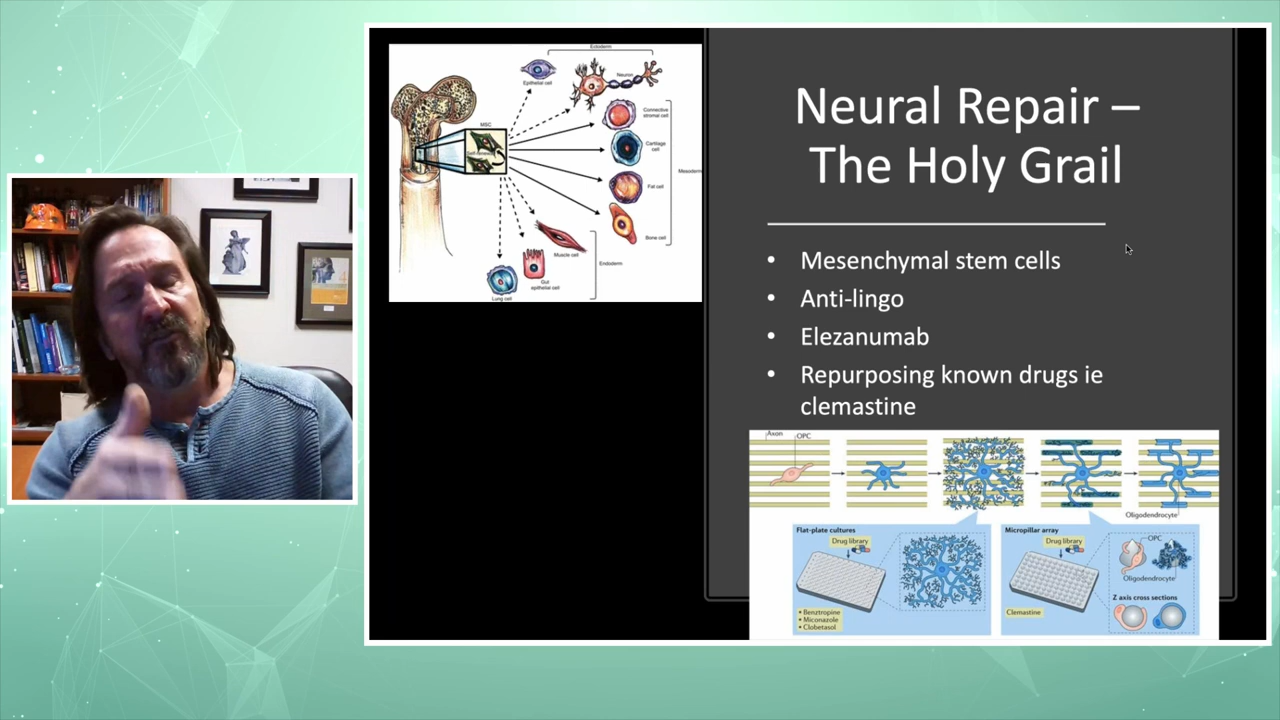 Ectoderm
Epithelial cell
Neuron
MSC
Connective
stromal cell
Cartilage
cell
Mesoderm
Fat cell
Bone cell
Muscle cell
Endoderm
Gut
epithelial cell
Lung cell
Neural Repair –
The Holy Grail
• Mesenchymal stem cells
• Anti-lingo
• Elezanumab
• Repurposing known drugs ie
clemastine
Axon
OPC
Oligodendrocyte
Flat-plate cultures
Drug library
• Benztropine
• Miconazole
• Clobetasol
Micropillar array
Drug library
OPC
Oligodendrocyte
Z axis cross sections
Clemastine